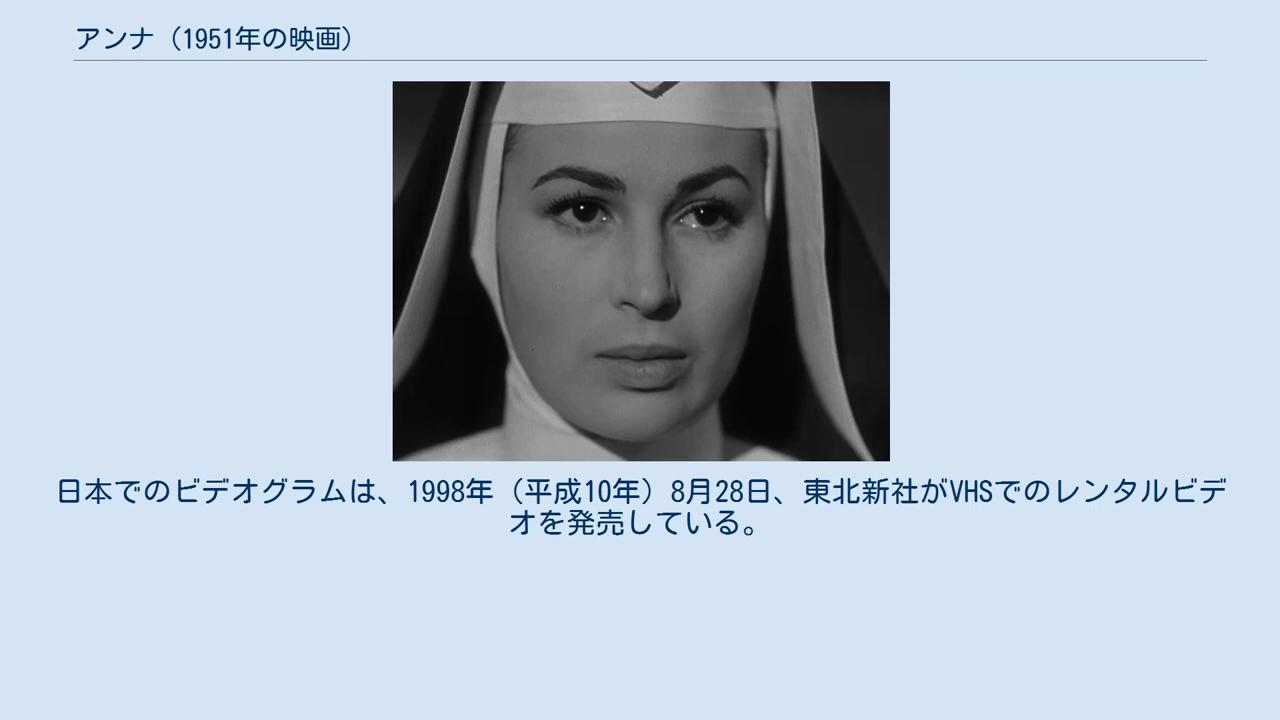 アンナ（1951年の映画）
日本でのビデオグラムは、1998年（平成10年）8月28日、東北新社がVHSでのレンタルビデ
オを発売している。